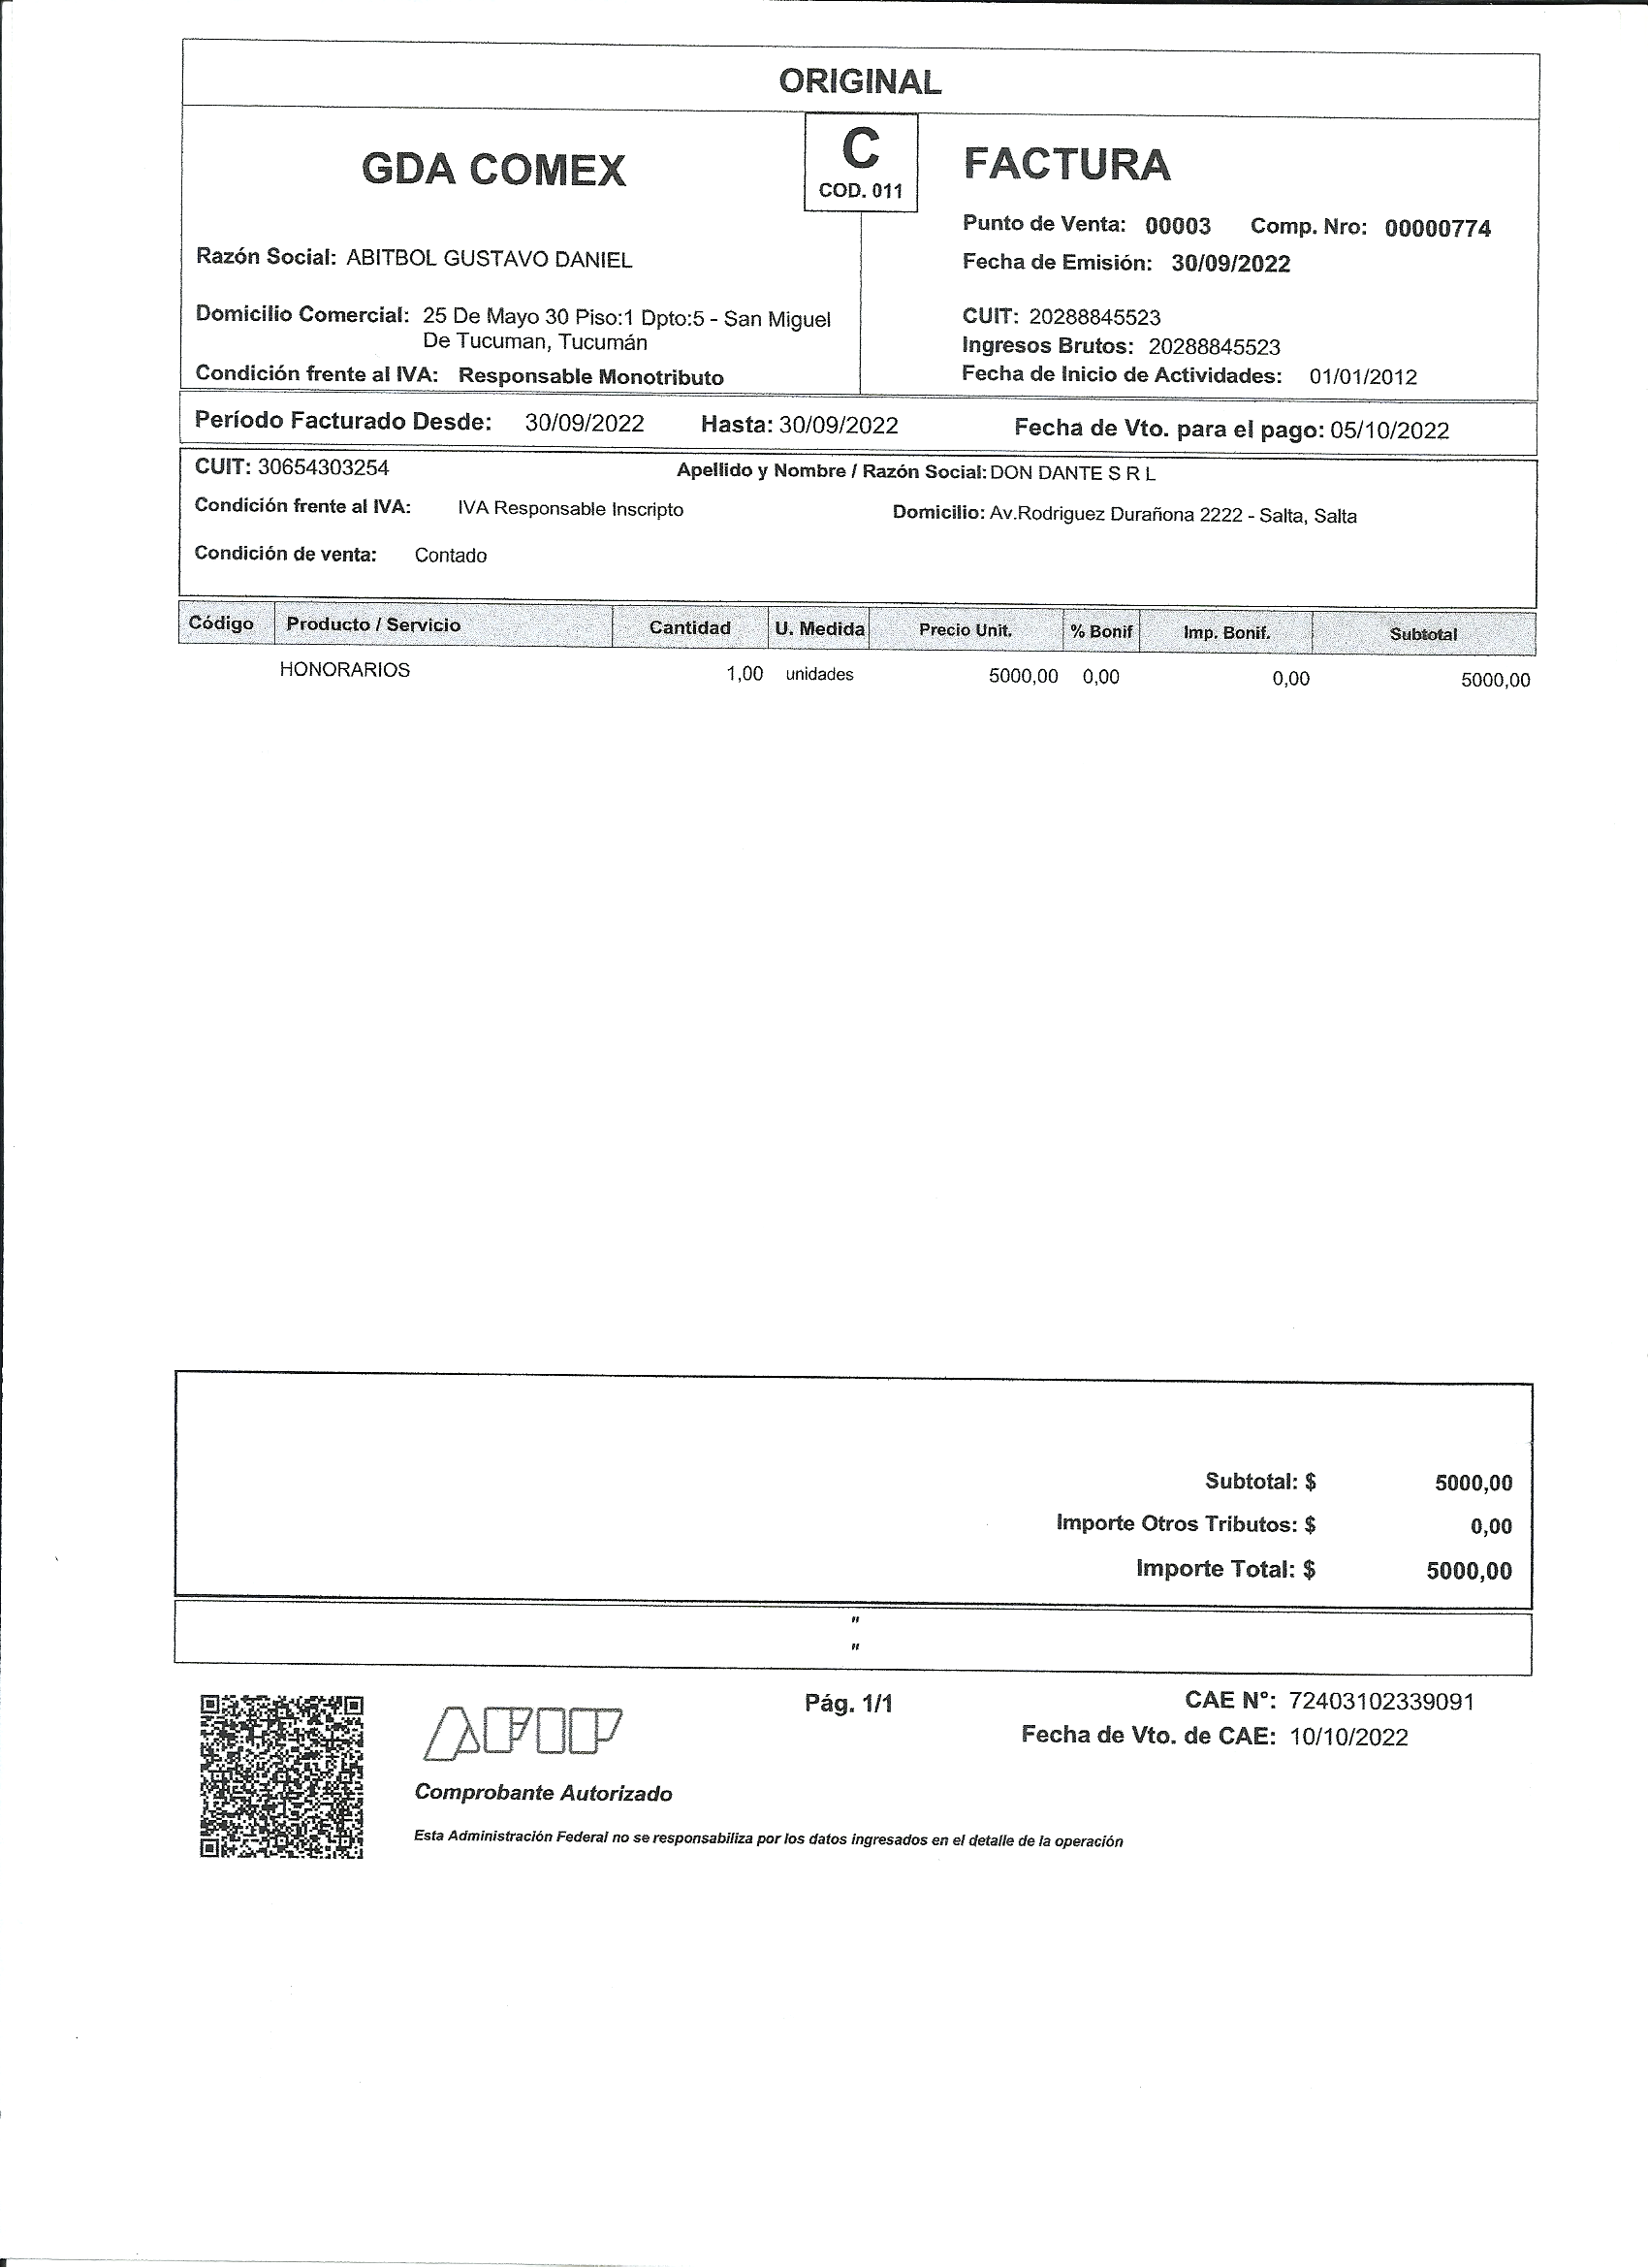 ORIGINAL
GDA COMEX
C
COD. 011
FACTURA
Punto de Venta: 00003 Comp. Nro: 00000774
Razón Social: ABITBOL GUSTAVO DANIEL
Fecha de Emisión: 30/09/2022
Domicilio Comercial: 25 De Mayo 30 Piso:1 Dpto:5 - San Miguel
De Tucuman, Tucumán
CUIT: 20288845523
Ingresos Brutos: 20288845523
Condición frente al IVA: Responsable Monotributo
Fecha de Inicio de Actividades: 01/01/2012
Período Facturado Desde: 30/09/2022 Hasta: 30/09/2022 Fecha de Vto. para el pago: 05/10/2022
CUIT: 30654303254 Apellido y Nombre / Razón Social: DON DANTE S R L
Condición frente al IVA: IVA Responsable Inscripto Domicilio: Av.Rodriguez Durañona 2222 - Salta, Salta
Condición de venta: Contado
Código Producto / Servicio Cantidad U. Medida Precio Unit. % Bonif Imp. Bonif. Subtotal
HONORARIOS 1,00 unidades 5000,00 0,00 0,00 5000,00
Subtotal: $ 5000,00
Importe Otros Tributos: $ 0,00
Importe Total: $ 5000,00
"
"
AFIP
Pág. 1/1
CAE N°: 72403102339091
Fecha de Vto. de CAE: 10/10/2022
Comprobante Autorizado
Esta Administración Federal no se responsabiliza por los datos ingresados en el detalle de la operación